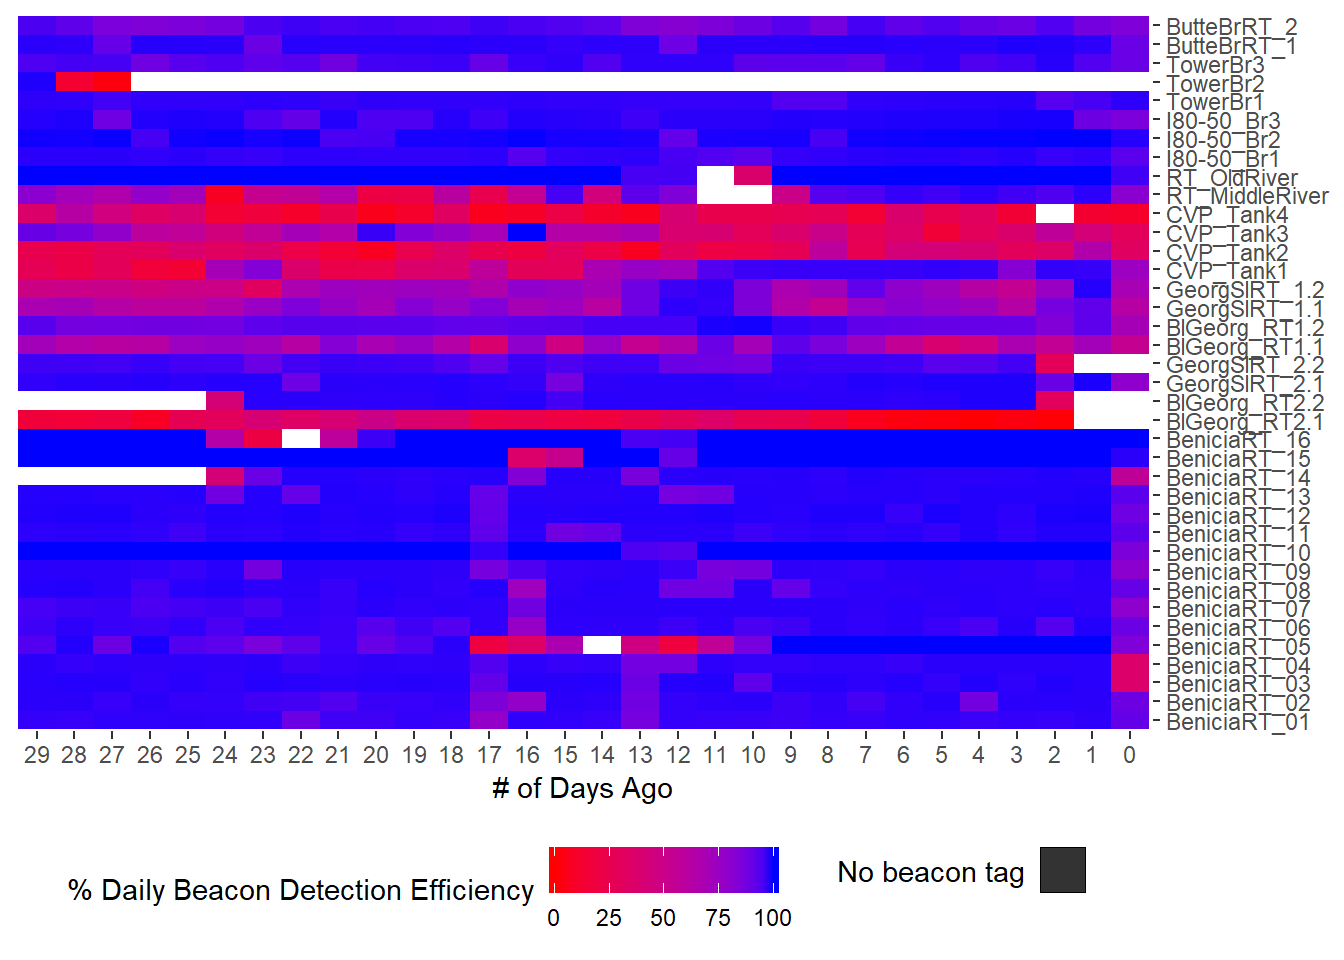 ButteBrRT_2
ButteBrRT_1
TowerBr3
TowerBr2
TowerBr1
I80-50_Br3
I80-50_Br2
I80-50_Br1
RT_OldRiver
RT_MiddleRiver
CVP_Tank4
CVP_Tank3
CVP_Tank2
CVP_Tank1
GeorgSlRT_1.2
GeorgSlRT_1.1
BlGeorg_RT1.2
BlGeorg_RT1.1
GeorgSlRT_2.2
GeorgSlRT_2.1
BlGeorg_RT2.2
BlGeorg_RT2.1
BeniciaRT_16
BeniciaRT_15
BeniciaRT_14
BeniciaRT_13
BeniciaRT_12
BeniciaRT_11
BeniciaRT_10
BeniciaRT_09
BeniciaRT_08
BeniciaRT_07
BeniciaRT_06
BeniciaRT_05
BeniciaRT_04
BeniciaRT_03
BeniciaRT_02
BeniciaRT_01
29 28 27 26 25 24 23 22 21 20 19 18 17 16 15 14 13 12 11 10 9 8 7 6 5 4 3 2 1 0
# of Days Ago
% Daily Beacon Detection Efficiency
0 25 50 75 100
No beacon tag